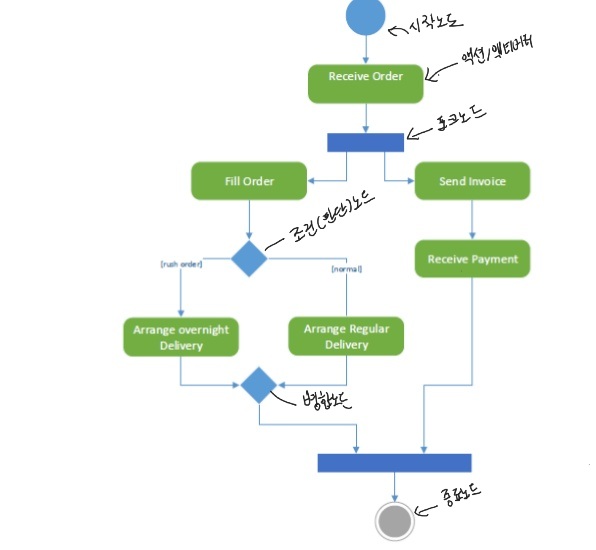 시작노드
Receive Order
액션/액티비티
포크노드
Fill Order
Send Invoice
조건(판단)노드
[rush order]
[normal]
Receive Payment
Arrange overnight
Delivery
Arrange Regular
Delivery
병합노드
종료노드